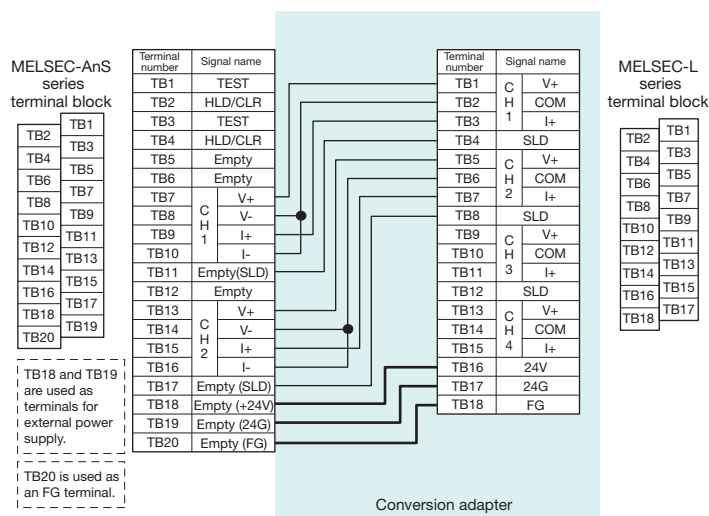 MELSEC-AnS
series
terminal block
TB1
TB2
TB3
TB4
TB5
TB6
TB7
TB8
TB9
TB10
TB11
TB12
TB13
TB14
TB15
TB16
TB17
TB18
TB19
TB20
TB18 and TB19
are used as
terminals for
external power
supply.
TB20 is used as
an FG terminal.
Terminal number Signal name
TB1 TEST
TB2 HLD/CLR
TB3 TEST
TB4 HLD/CLR
TB5 Empty
TB6 Empty
CH1
TB7 V+
TB8 V-
TB9 I+
TB10 I-
TB11 Empty(SLD)
TB12 Empty
CH2
TB13 V+
TB14 V-
TB15 I+
TB16 I-
TB17 Empty (SLD)
TB18 Empty (+24V)
TB19 Empty (24G)
TB20 Empty (FG)
Conversion adapter
Terminal number Signal name
CH1
TB1 V+
TB2 COM
TB3 I+
TB4 SLD
CH2
TB5 V+
TB6 COM
TB7 I+
TB8 SLD
CH3
TB9 V+
TB10 COM
TB11 I+
TB12 SLD
CH4
TB13 V+
TB14 COM
TB15 I+
TB16 24V
TB17 24G
TB18 FG
MELSEC-L
series
terminal block
TB1
TB2
TB3
TB4
TB5
TB6
TB7
TB8
TB9
TB10
TB11
TB12
TB13
TB14
TB15
TB16
TB17
TB18